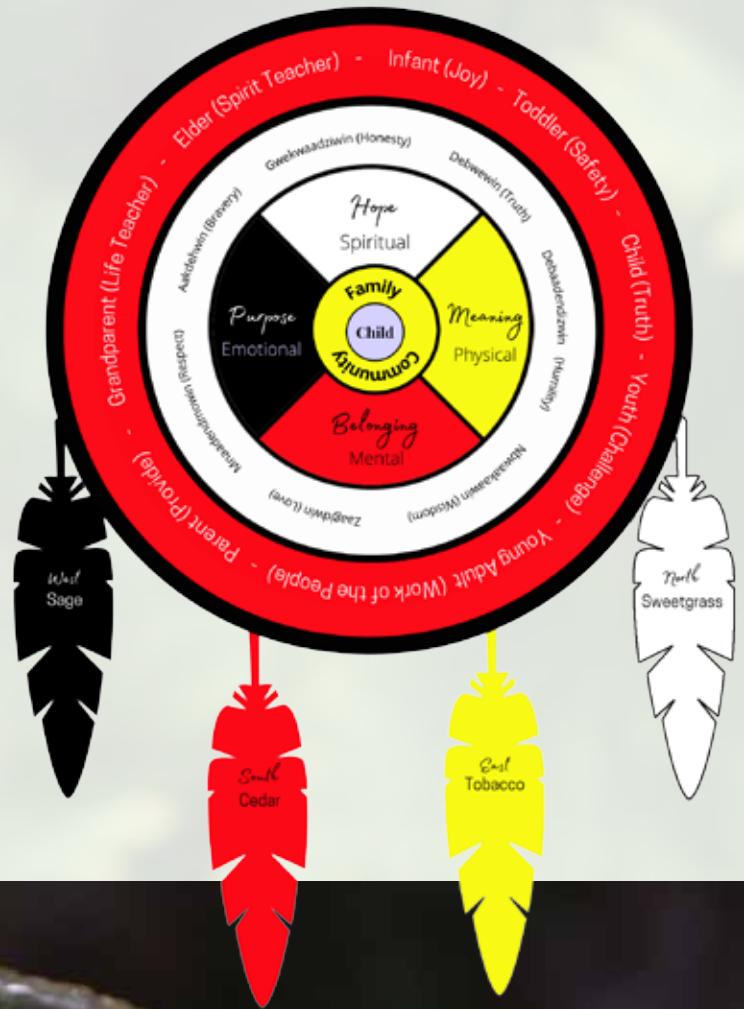 Infant (Joy) - Toddler (Safety) - Child (Truth) - Youth (Challenge) - Young Adult (Work of the People) - Parent (Provide) - Grandparent (Life Teacher) - Elder (Spirit Teacher) -
Gwekwaadziwin (Honesty)
Debwewin (Truth)
Debaadendizwin (Humility)
Nbwaakaawin (Wisdom)
Zaagidwin (Love)
Mnaadendmowin (Respect)
Aakdehwin (Bravery)
Hope
Spiritual
Meaning
Physical
Belonging
Mental
Purpose
Emotional
Family
Child
Community
West
Sage
South
Cedar
East
Tobacco
North
Sweetgrass